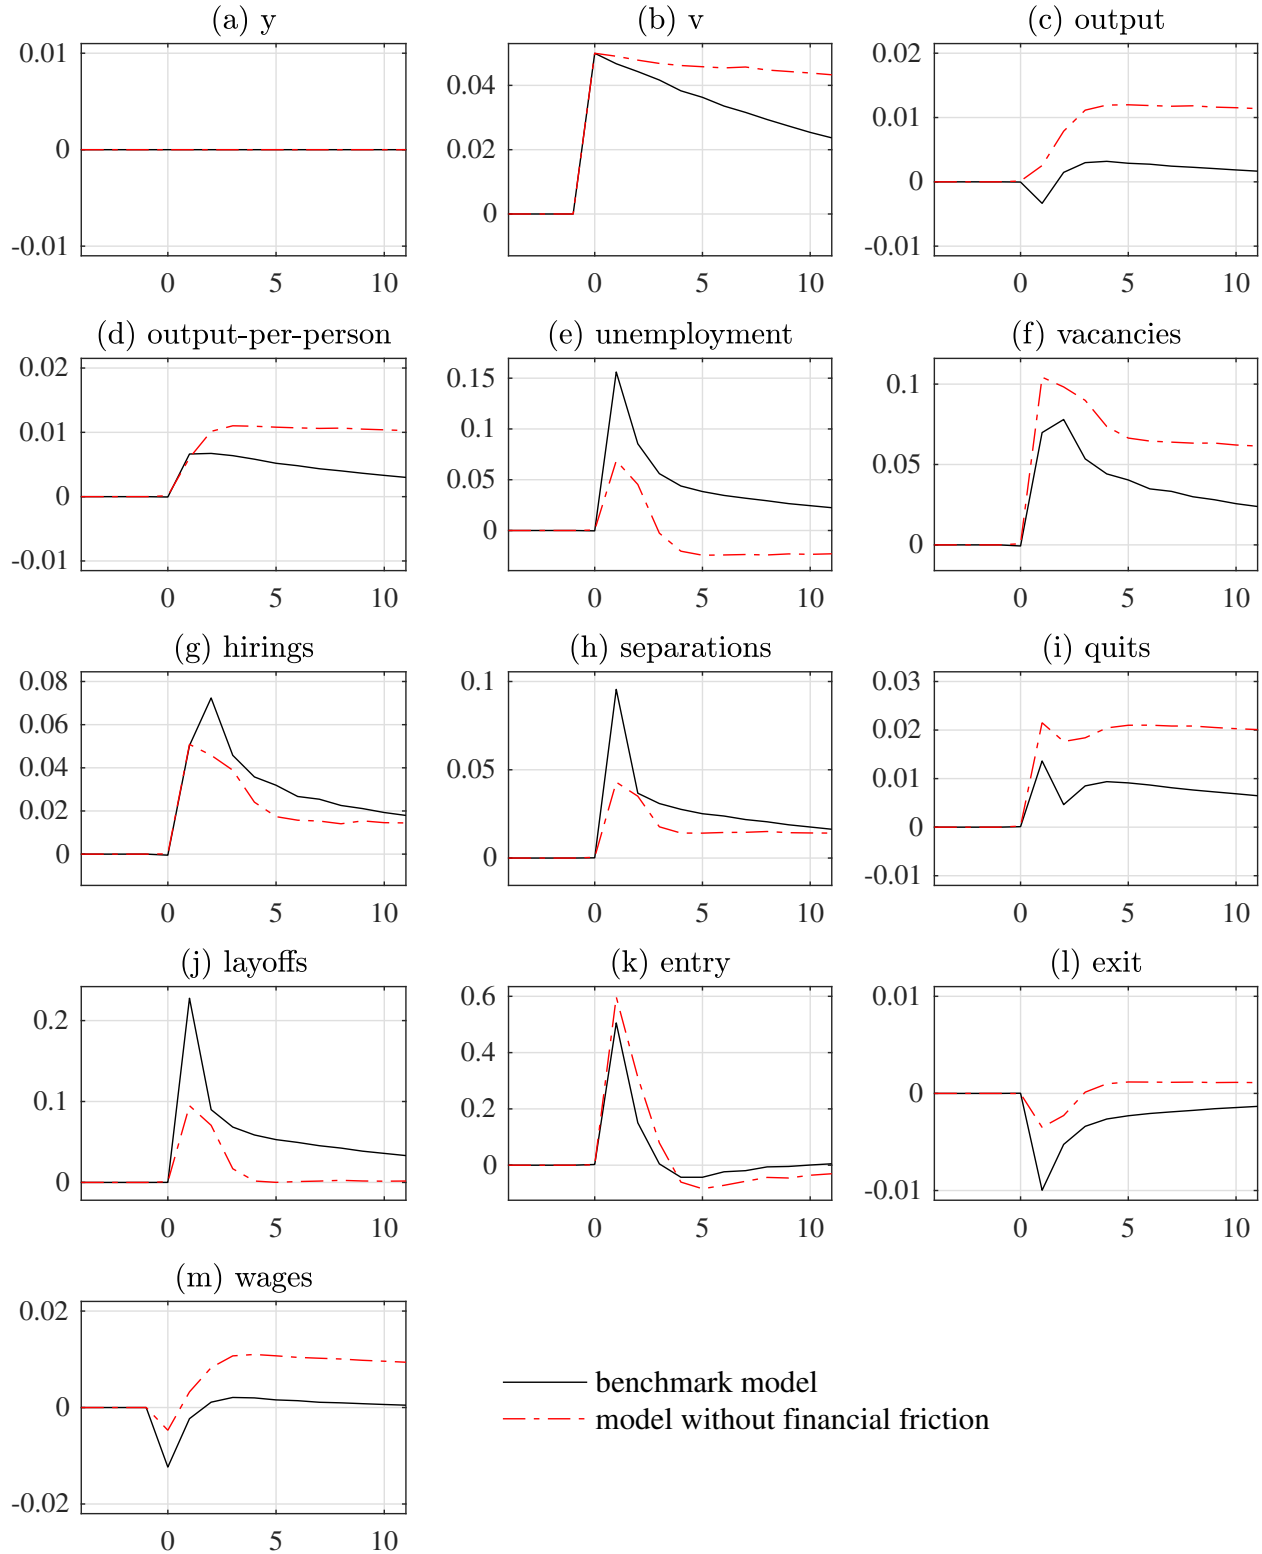 (a) y
0.01
0
-0.01
0 5 10
(b) v
0.04
0.02
0
0 5 10
(c) output
0.02
0.01
0
-0.01
0 5 10
(d) output-per-person
0.02
0.01
0
-0.01
0 5 10
(e) unemployment
0.15
0.1
0.05
0
0 5 10
(f) vacancies
0.1
0.05
0
0 5 10
(g) hirings
0.08
0.06
0.04
0.02
0
0 5 10
(h) separations
0.1
0.05
0
0 5 10
(i) quits
0.03
0.02
0.01
0
-0.01
0 5 10
(j) layoffs
0.2
0.1
0
0 5 10
(k) entry
0.6
0.4
0.2
0
0 5 10
(l) exit
0.01
0
-0.01
0 5 10
(m) wages
0.02
0
-0.02
0 5 10
benchmark model
model without financial friction